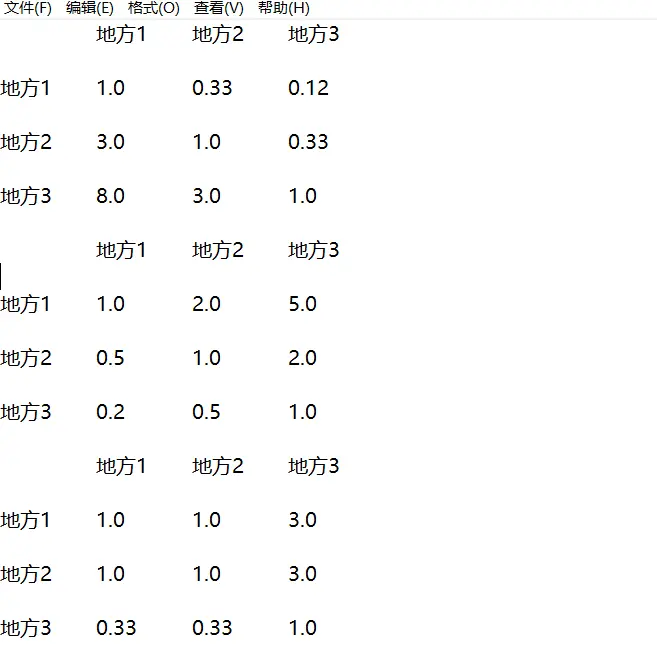 文件(F) 编辑(E) 格式(O) 查看(V) 帮助(H)
地方1 地方2 地方3
地方1 1.0 0.33 0.12
地方2 3.0 1.0 0.33
地方3 8.0 3.0 1.0
地方1 地方2 地方3
地方1 1.0 2.0 5.0
地方2 0.5 1.0 2.0
地方3 0.2 0.5 1.0
地方1 地方2 地方3
地方1 1.0 1.0 3.0
地方2 1.0 1.0 3.0
地方3 0.33 0.33 1.0